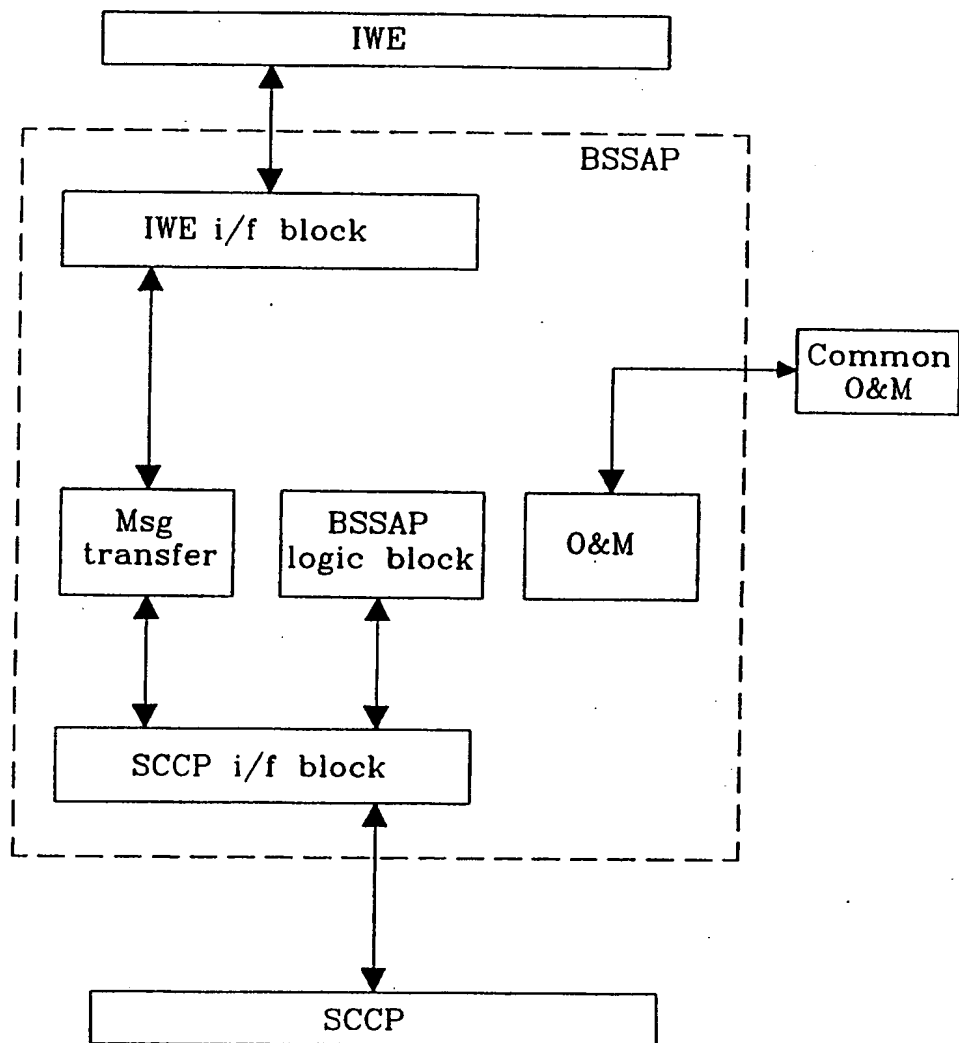 IWE
BSSAP
IWE i/f block
Common
O&M
Msg
transfer
BSSAP
logic block
O&M
SCCP i/f block
SCCP